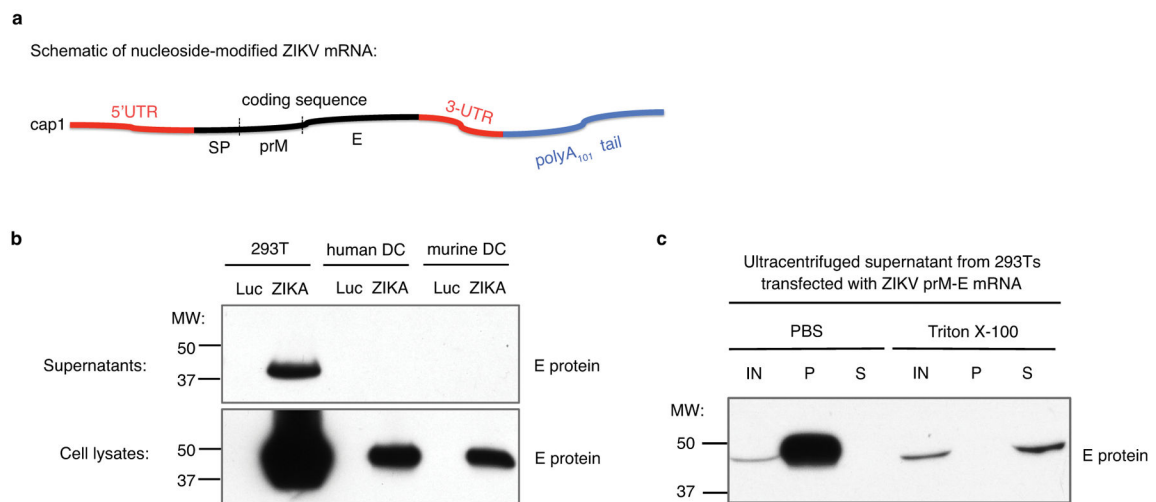 a
Schematic of nucleoside-modified ZIKV mRNA:
cap1
5'UTR
coding sequence
3-UTR
SP
prM
E
polyA101 tail
b
293T human DC murine DC
Luc ZIKA Luc ZIKA Luc ZIKA
MW:
Supernatants:
50
37
E protein
Cell lysates:
50
37
E protein
c
Ultracentrifuged supernatant from 293Ts
transfected with ZIKV prM-E mRNA
PBS Triton X-100
IN P S IN P S
MW:
50
37
E protein